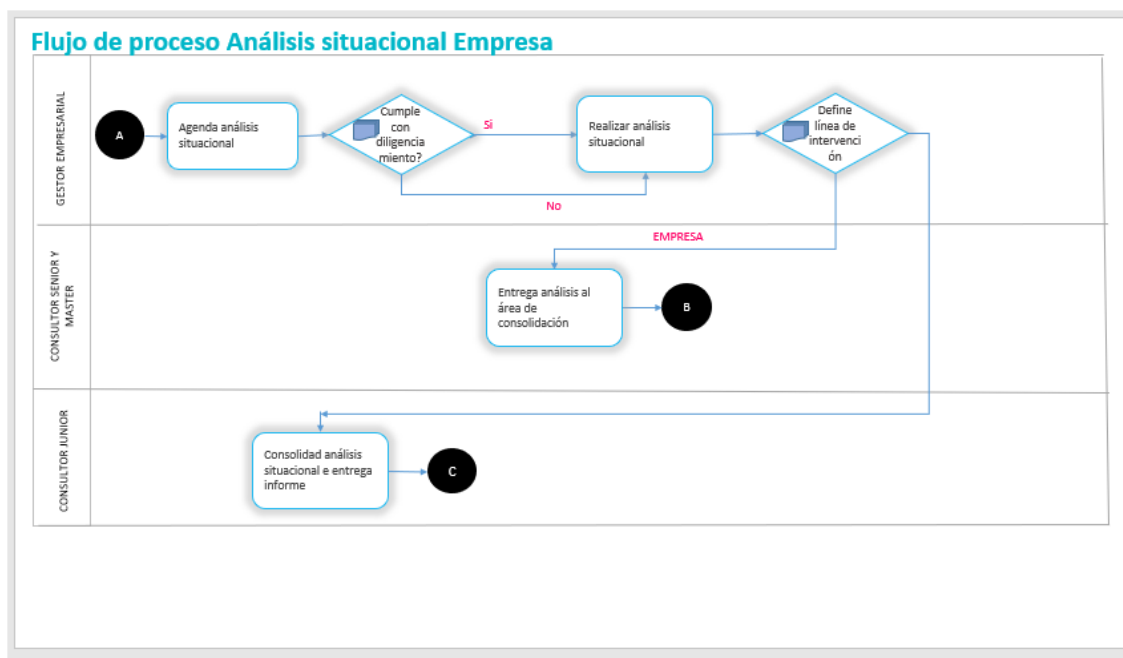 Flujo de proceso Análisis situacional Empresa
GESTOR EMPRESARIAL
A
Agenda análisis
situacional
Cumple
con
diligencia
miento?
Si
No
Realizar análisis
situacional
Define
línea de
intervenci
ón
CONSULTOR SENIOR Y
MASTER
EMPRESA
Entrega análisis al
área de
consolidación
B
CONSULTOR JUNIOR
Consolidad análisis
situacional e entrega
informe
C